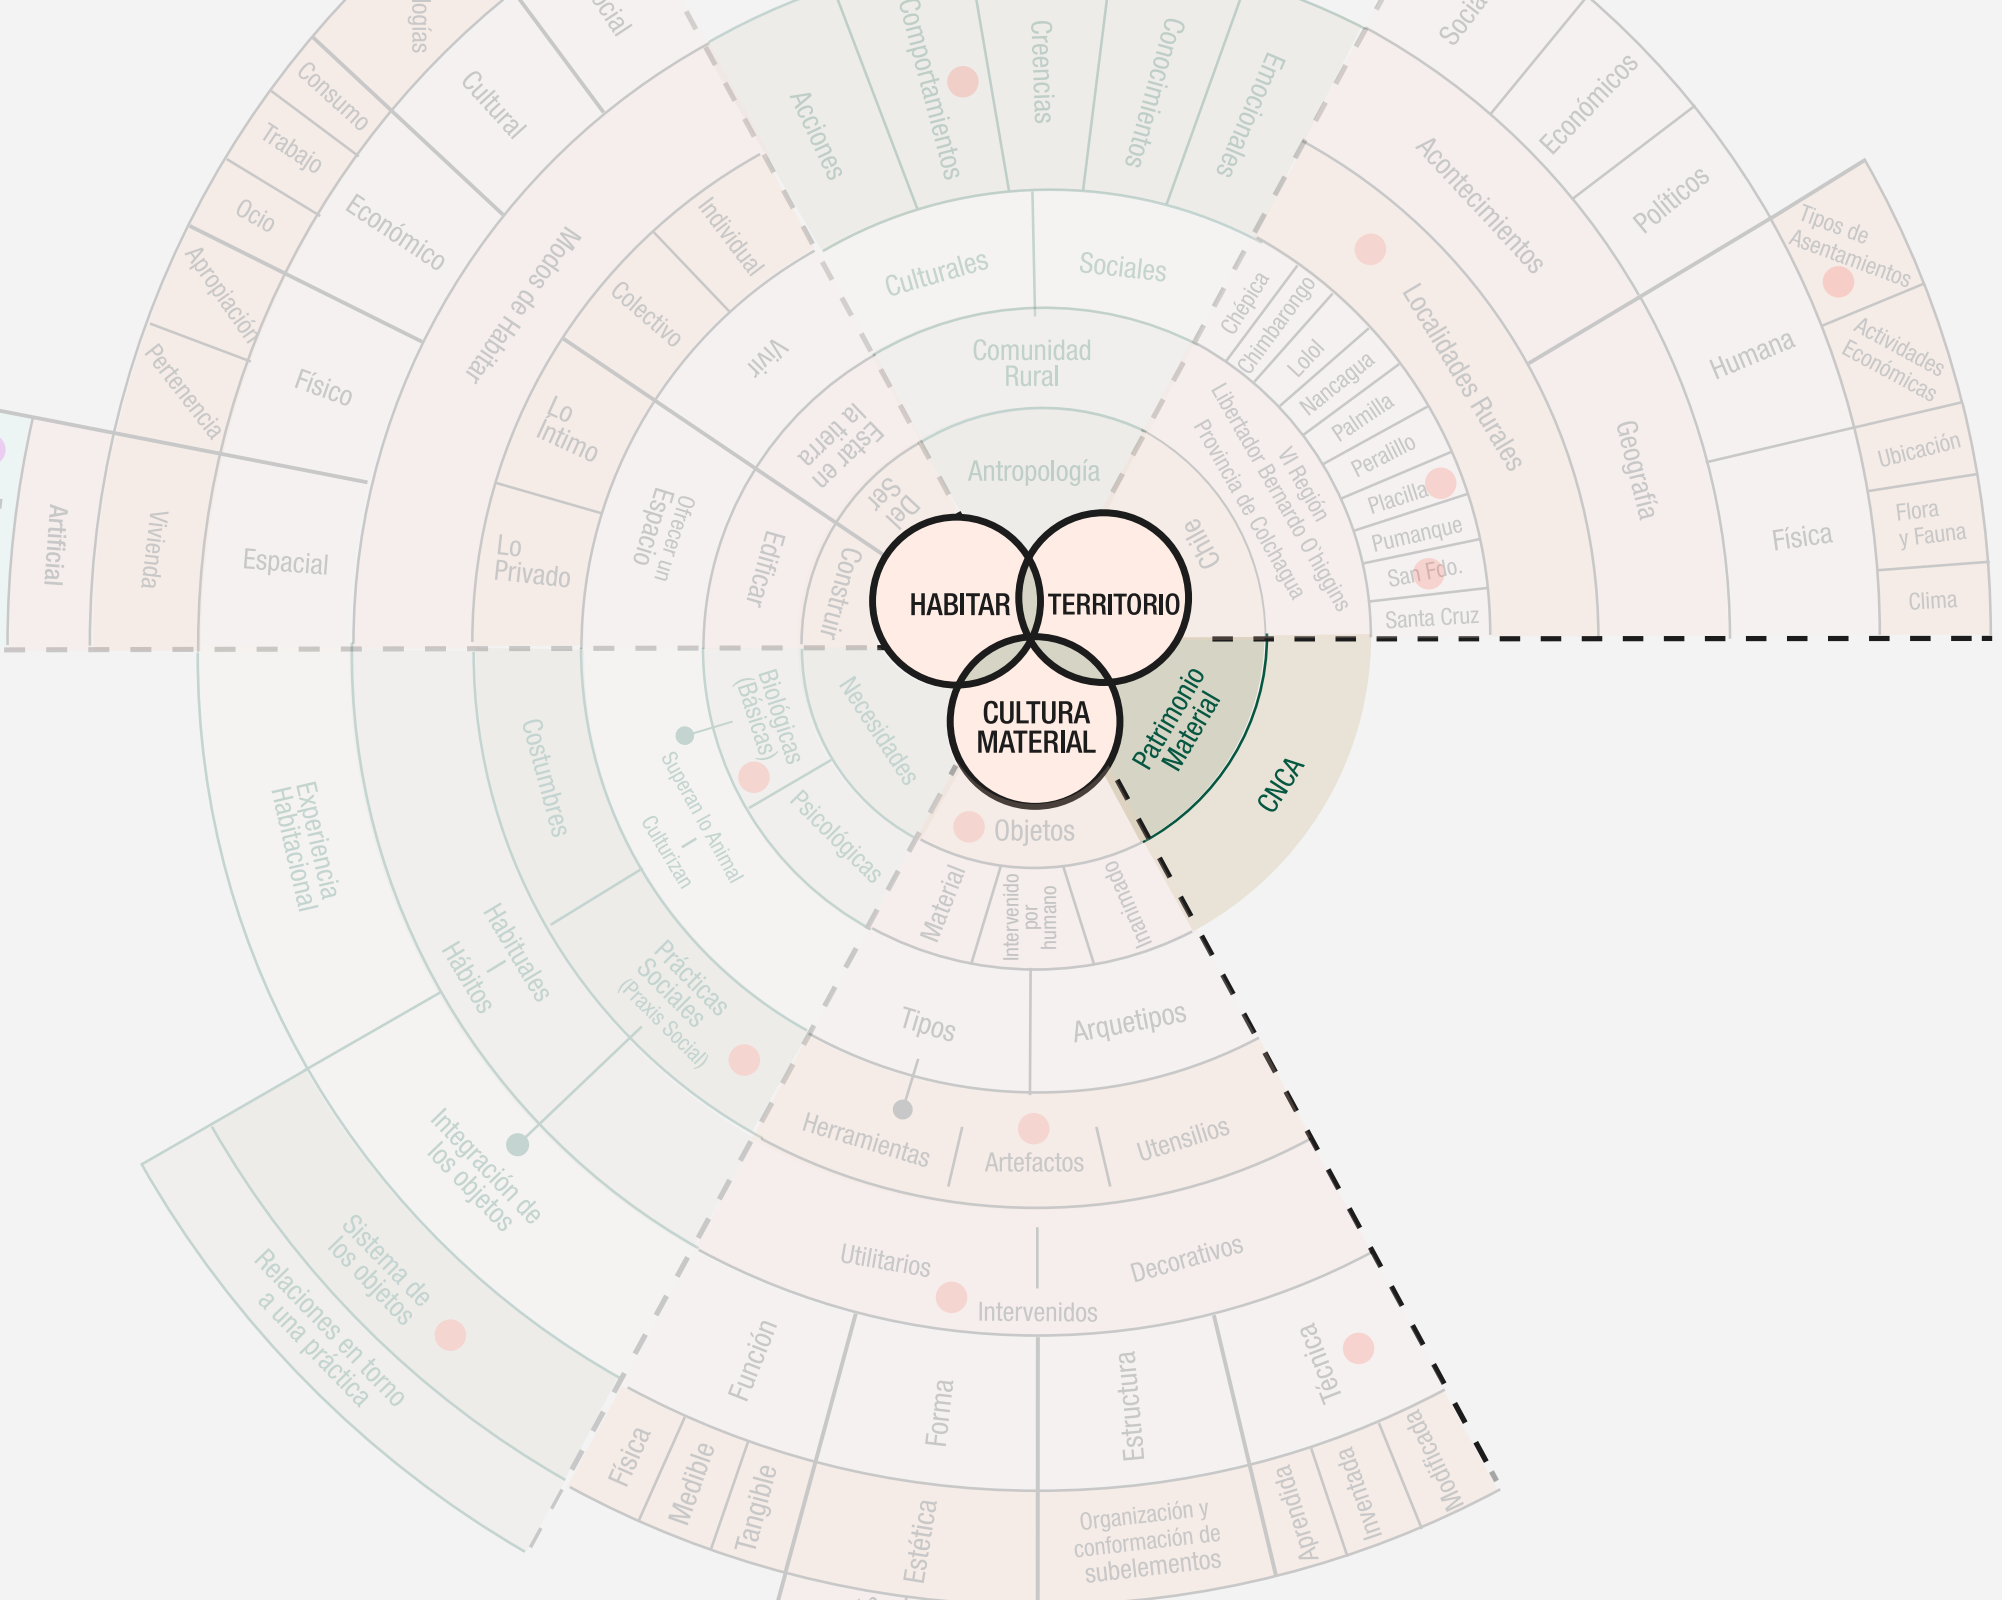 HABITAR
TERRITORIO
CULTURA
MATERIAL
Patrimonio
Material
CNCA
Antropología
Comunidad
Rural
Culturales
Sociales
Acciones
Comportamientos
Creencias
Conocimientos
Emocionales
Chile
VI Región
Libertador Bernardo O'higgins
Provincia de Colchagua
Chépica
Chimbarongo
Lolol
Nancagua
Palmilla
Peralillo
Placilla
Pumanque
San Fdo.
Santa Cruz
Localidades Rurales
Acontecimientos
Económicos
Políticos
Geografía
Humana
Física
Tipos de
Asentamientos
Actividades
Económicas
Ubicación
Flora
y Fauna
Clima
Objetos
Material
Intervenido
por
humano
Inanimado
Tipos
Arquetipos
Herramientas
Artefactos
Utensilios
Utilitarios
Intervenidos
Decorativos
Función
Forma
Estructura
Técnica
Física
Medible
Tangible
Estética
Organización y
conformación de
subelementos
Aprendida
Inventada
Modificada
Necesidades
Biológicas
(Básicas)
Psicológicas
Superan lo Animal
Culturizan
Costumbres
Prácticas
Sociales
(Praxis Social)
Habituales
Hábitos
Experiencia
Habitacional
Integración de
los objetos
Sistema de
los objetos
Relaciones en torno
a una práctica
Construir
Del
Ser
Edificar
Estar en
la tierra
Ofrecer un
Espacio
Vivir
Lo
Privado
Lo
Íntimo
Colectivo
Individual
Modos de Habitar
Espacial
Físico
Económico
Cultural
Vivienda
Artificial
Pertenencia
Apropiación
Ocio
Trabajo
Consumo